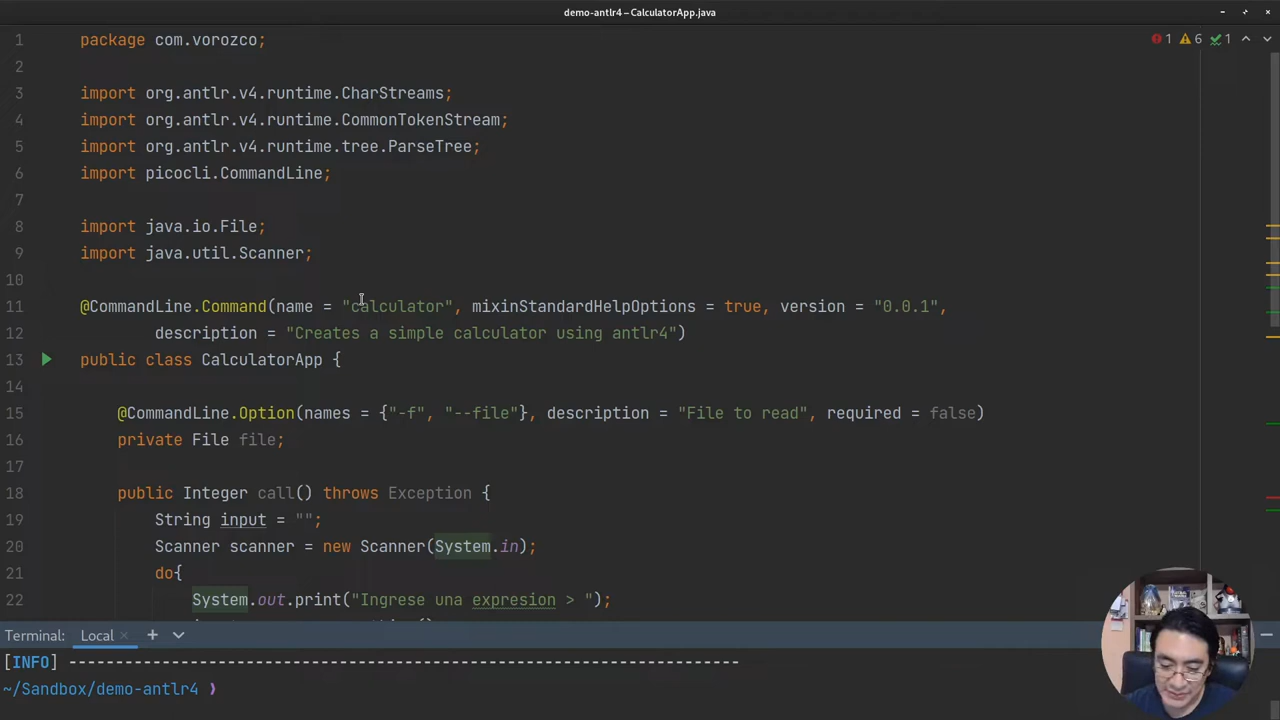 demo-antlr4 – CalculatorApp.java
1 package com.vorozco;
1 6 1
2
3 import org.antlr.v4.runtime.CharStreams;
4 import org.antlr.v4.runtime.CommonTokenStream;
5 import org.antlr.v4.runtime.tree.ParseTree;
6 import picocli.CommandLine;
7
8 import java.io.File;
9 import java.util.Scanner;
10
11 @CommandLine.Command(name = "calculator", mixinStandardHelpOptions = true, version = "0.0.1",
12 description = "Creates a simple calculator using antlr4")
13 public class CalculatorApp {
14
15 @CommandLine.Option(names = {"-f", "--file"}, description = "File to read", required = false)
16 private File file;
17
18 public Integer call() throws Exception {
19 String input = "";
20 Scanner scanner = new Scanner(System.in);
21 do{
22 System.out.print("Ingrese una expresion > ");
Terminal: Local × +
[INFO] ------------------------------------------------------------------------
~/Sandbox/demo-antlr4 ❯